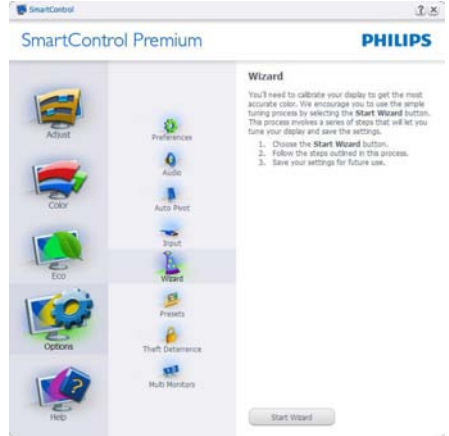 SmartControl
SmartControl Premium
PHILIPS
Adjust
Color
Eco
Options
Help
Preferences
Audio
Auto Pivot
Input
Wizard
Presets
Theft Deterrence
Multi Monitors
Wizard
You'll need to calibrate your display to get the most
accurate color. We encourage you to use the simple
tuning process by selecting the Start Wizard button.
This process involves a series of steps that will let you
tune your display and save the settings.
1. Choose the Start Wizard button.
2. Follow the steps outlined in this process.
3. Save your settings for future use.
Start Wizard